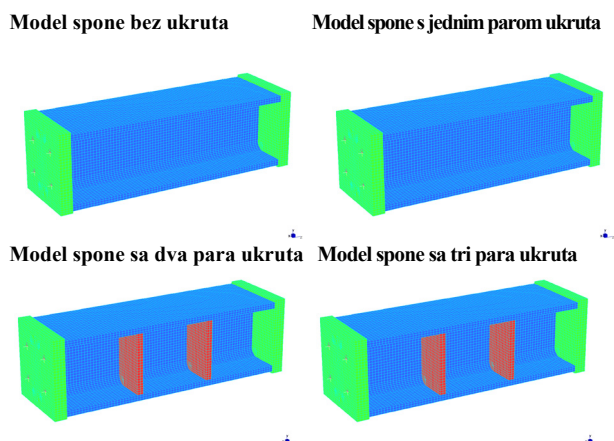 Model spone bez ukruta
Model spone s jednim parom ukruta
Model spone sa dva para ukruta
Model spone sa tri para ukruta